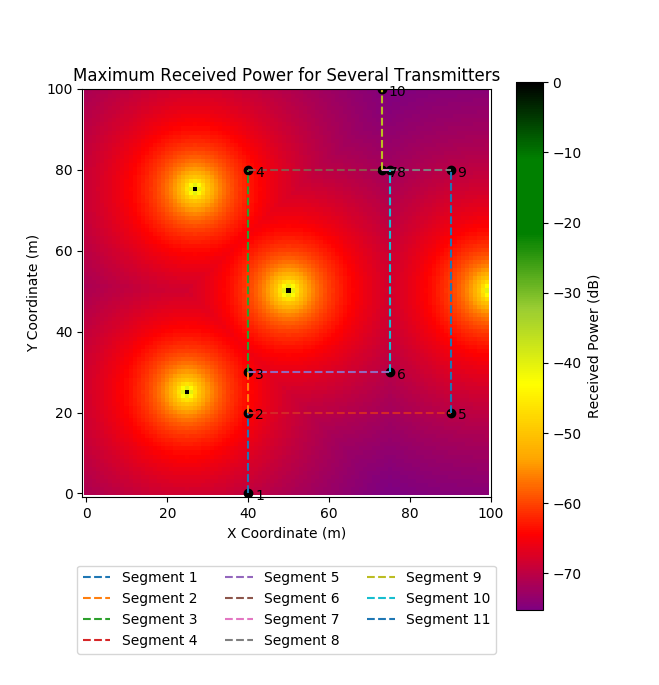 Maximum Received Power for Several Transmitters
100
80
60
40
20
0
Y Coordinate (m)
0 20 40 60 80 100
X Coordinate (m)
10
4
8
9
3
6
2
5
1
0
−10
−20
−30
−40
−50
−60
−70
Received Power (dB)
Segment 1 Segment 5 Segment 9
Segment 2 Segment 6 Segment 10
Segment 3 Segment 7 Segment 11
Segment 4 Segment 8